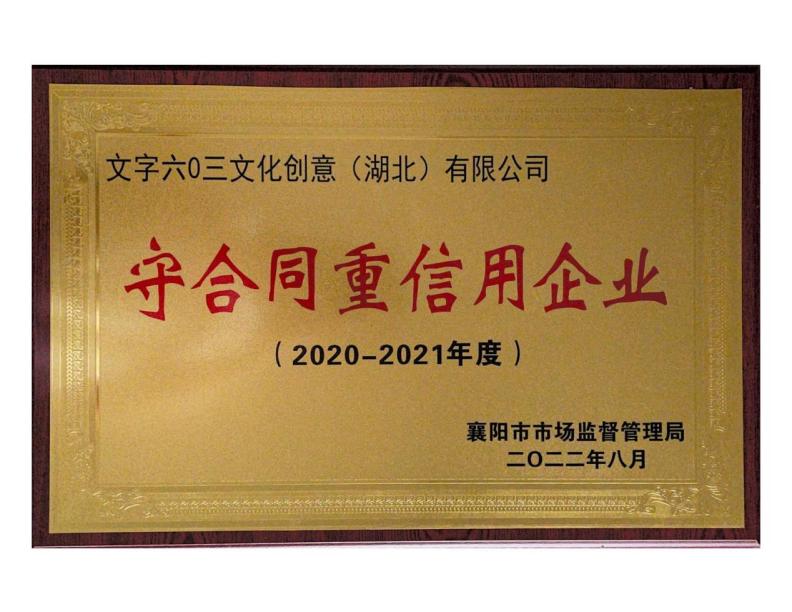 文字六0三文化创意（湖北）有限公司
守合同重信用企业
（2020-2021年度）
襄阳市市场监督管理局
二〇二二年八月